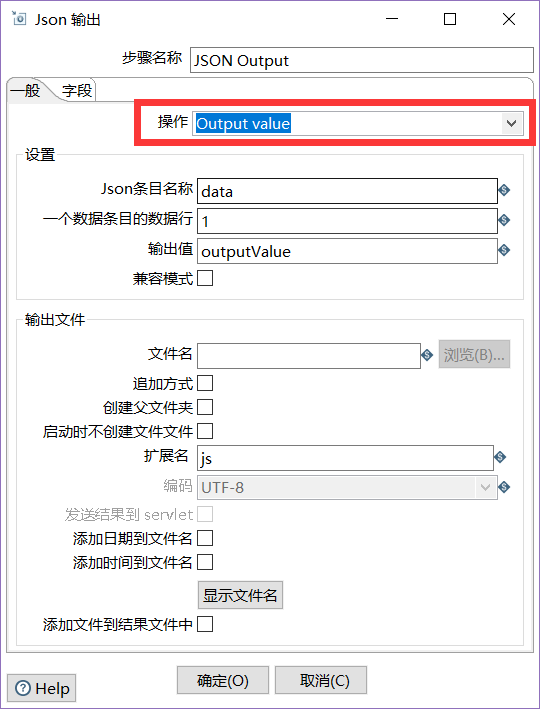 Json 输出
步骤名称 JSON Output
一般 字段
操作 Output value
设置
Json条目名称 data
一个数据条目的数据行 1
输出值 outputValue
兼容模式
输出文件
文件名 浏览(B)...
追加方式
创建父文件夹
启动时不创建文件文件
扩展名 js
编码 UTF-8
发送结果到 servlet
添加日期到文件名
添加时间到文件名
显示文件名
添加文件到结果文件中
Help 确定(O) 取消(C)